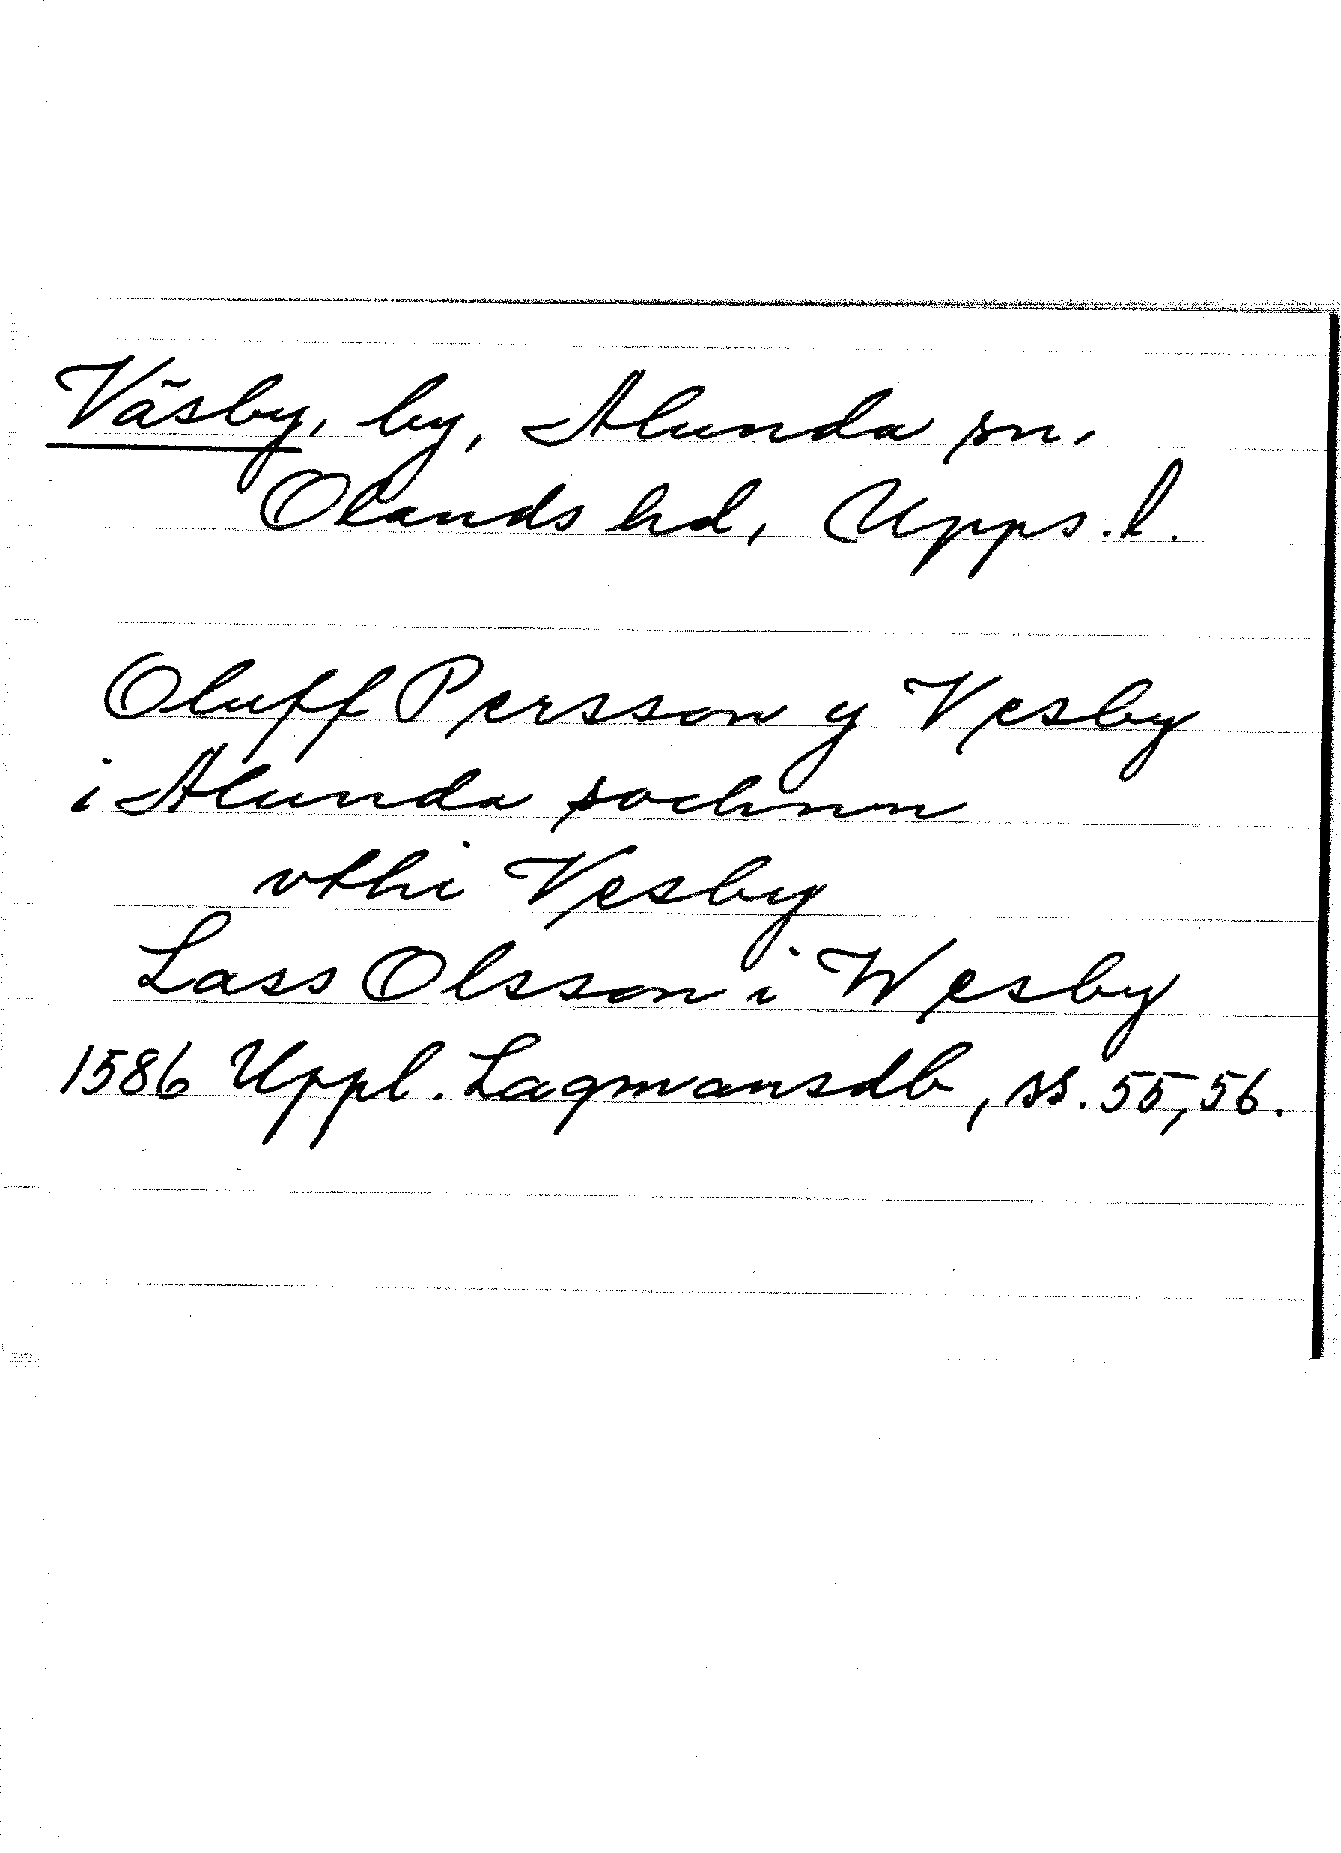 Väsby, by, Alunda sn.
Olands hd, Upps. l.
Oluff Persson y Vesby
i Alunda sochnn
vthi Vesby
Lass Olsson i Wesby
1586 Uppl. Lagmansdb, ss. 55, 56.